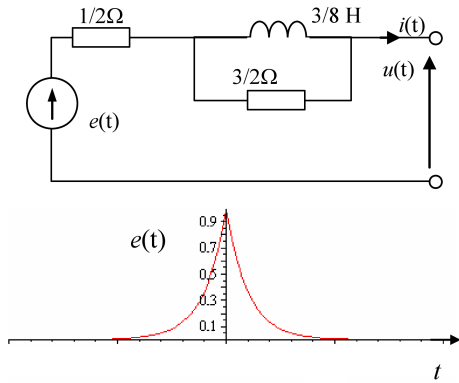 1/2Ω 3/8 H i(t)
u(t)
3/2Ω
e(t)
e(t)
0.9
0.7
0.5
0.3
0.1
t